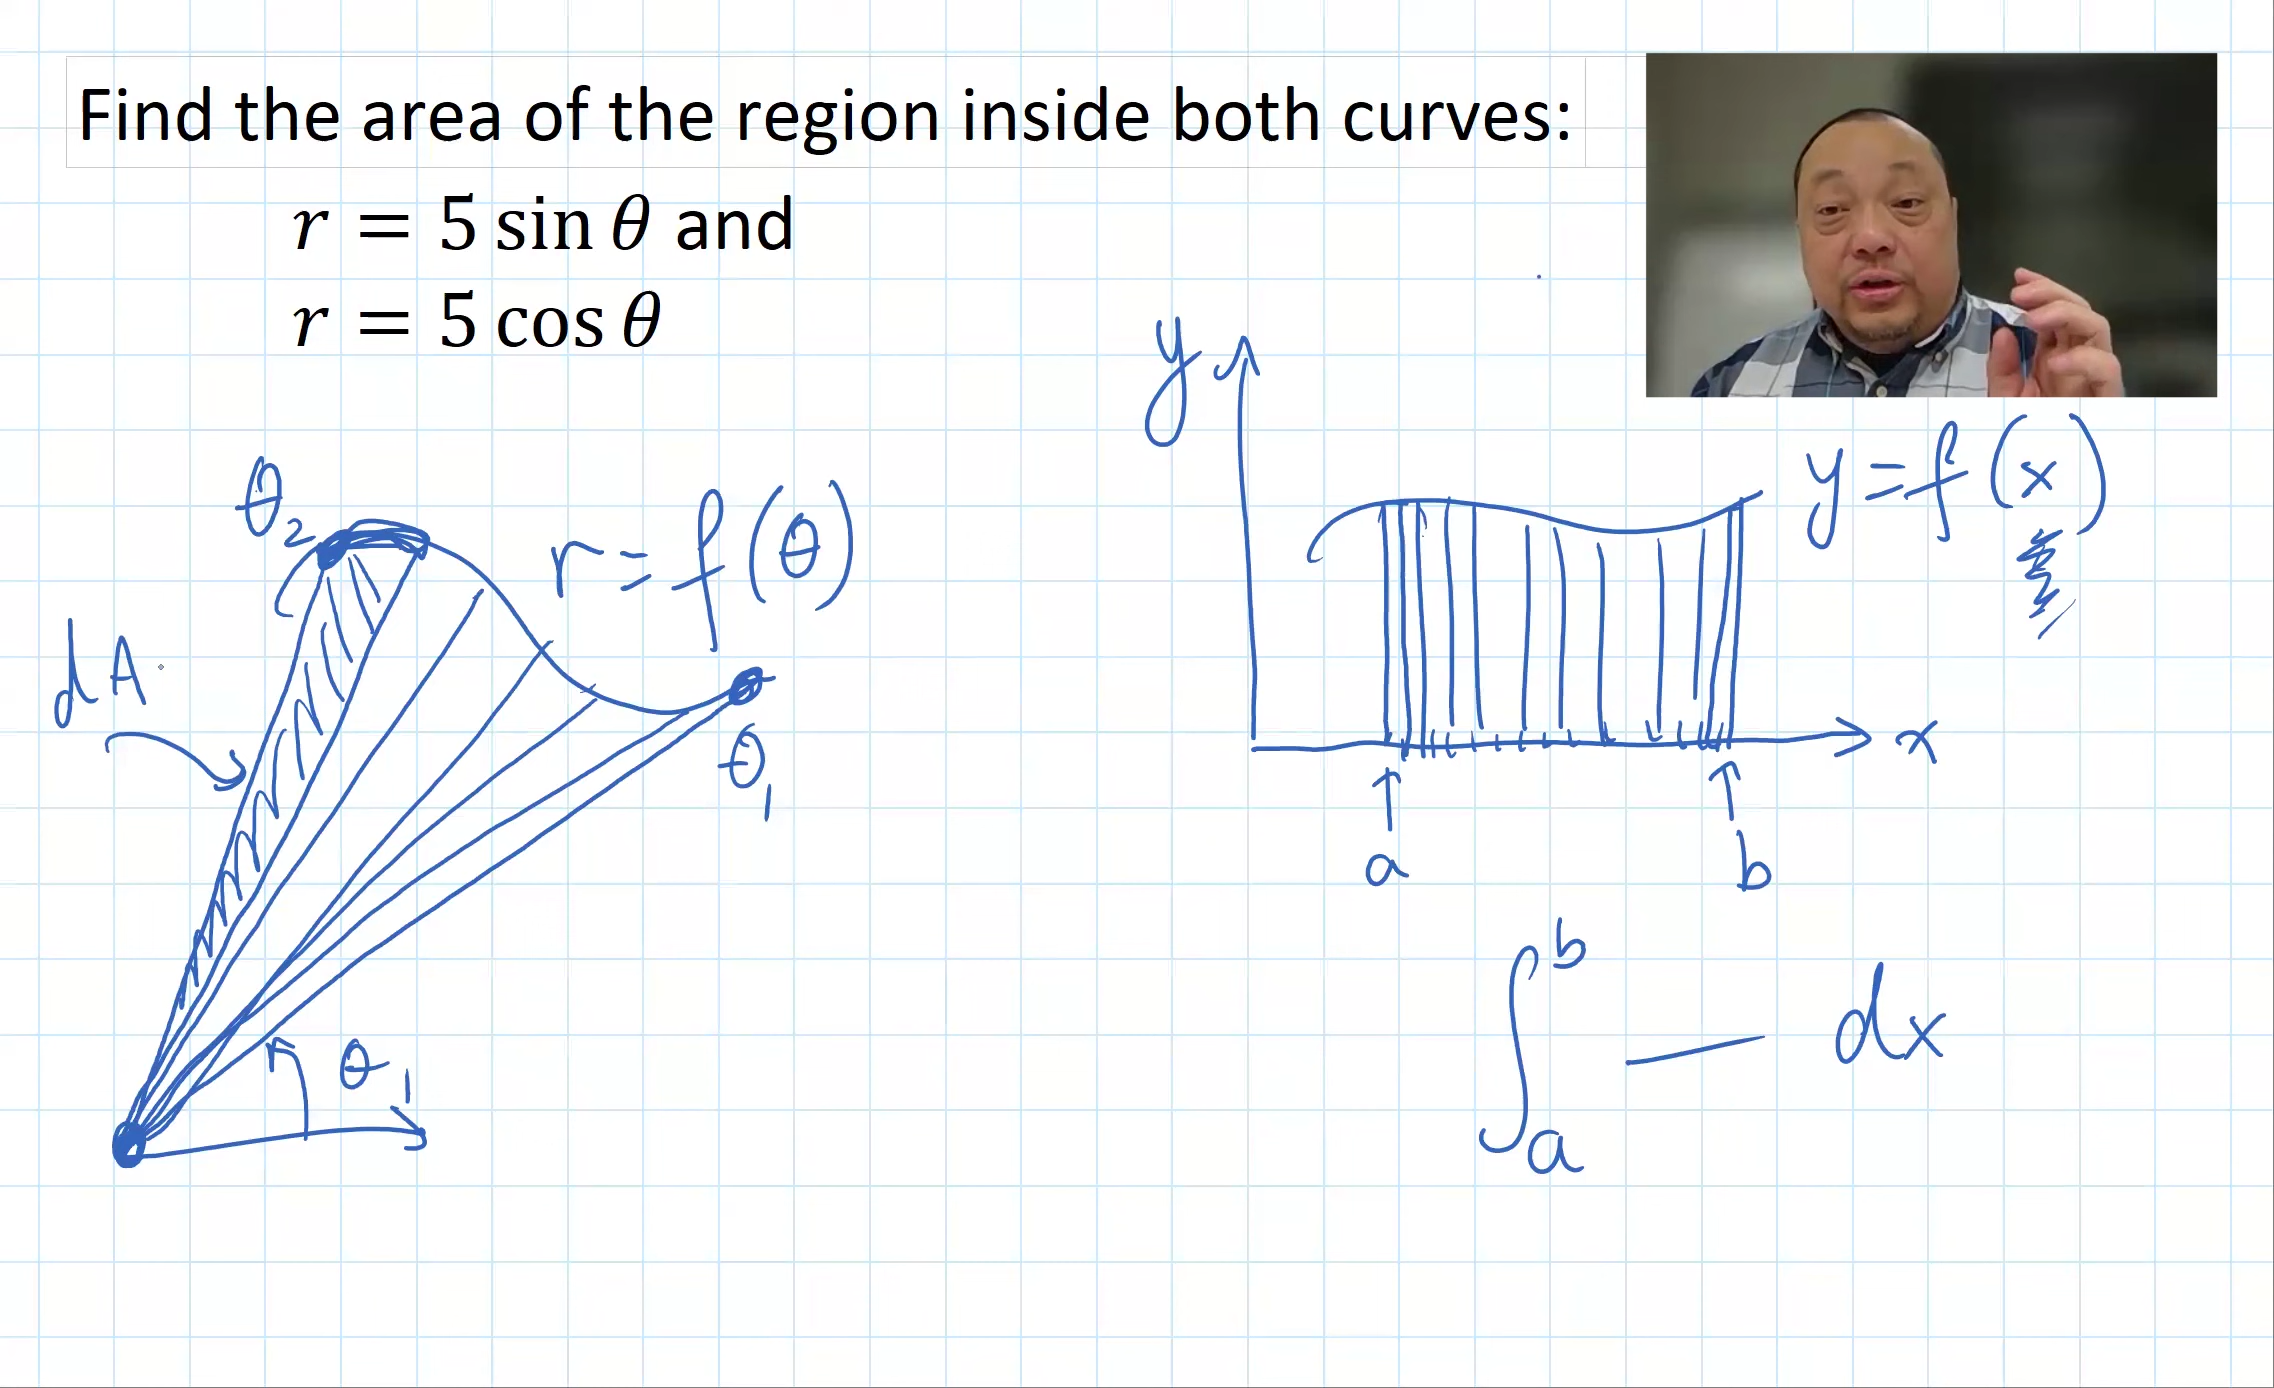 Find the area of the region inside both curves:
r = 5 sin θ and
r = 5 cos θ
y
y = f(x)
θ₂
r = f(θ)
dA
θ₁
x
a
b
θ₁
∫ₐᵇ — dx